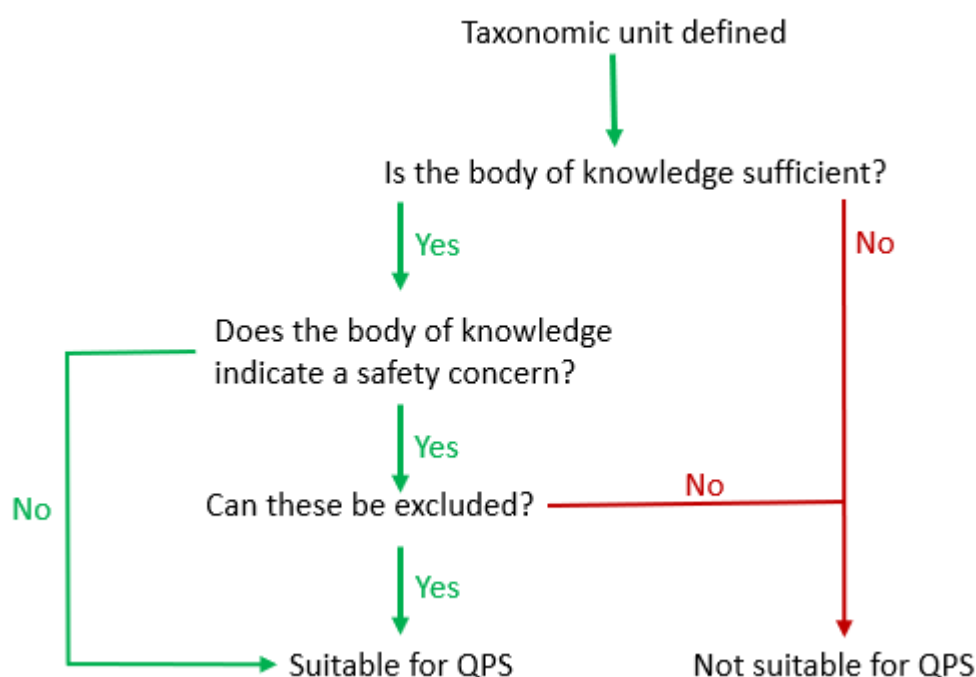 Taxonomic unit defined
Is the body of knowledge sufficient?
Yes
No
Does the body of knowledge
indicate a safety concern?
Yes
No
Can these be excluded?
No
Yes
Suitable for QPS
Not suitable for QPS